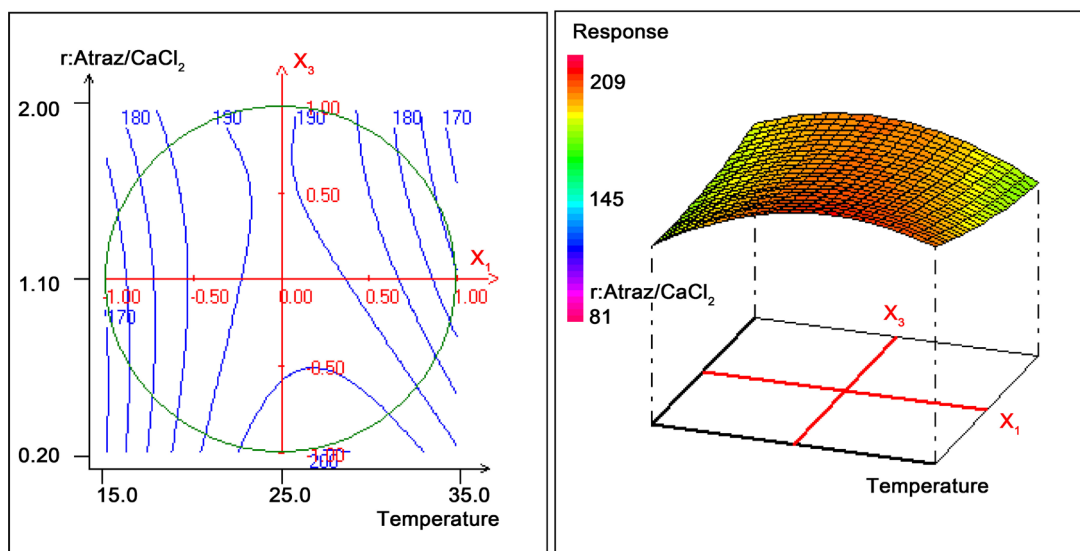 r:Atraz/CaCl₂
X₃
2.00
180
190
1.00
190
180
170
0.50
X₁
1.10
-1.00
-0.50
0.00
0.50
1.00
170
-0.50
0.20
-1.00
200
15.0
25.0
35.0
Temperature
Response
209
145
r:Atraz/CaCl₂
81
X₃
X₁
Temperature